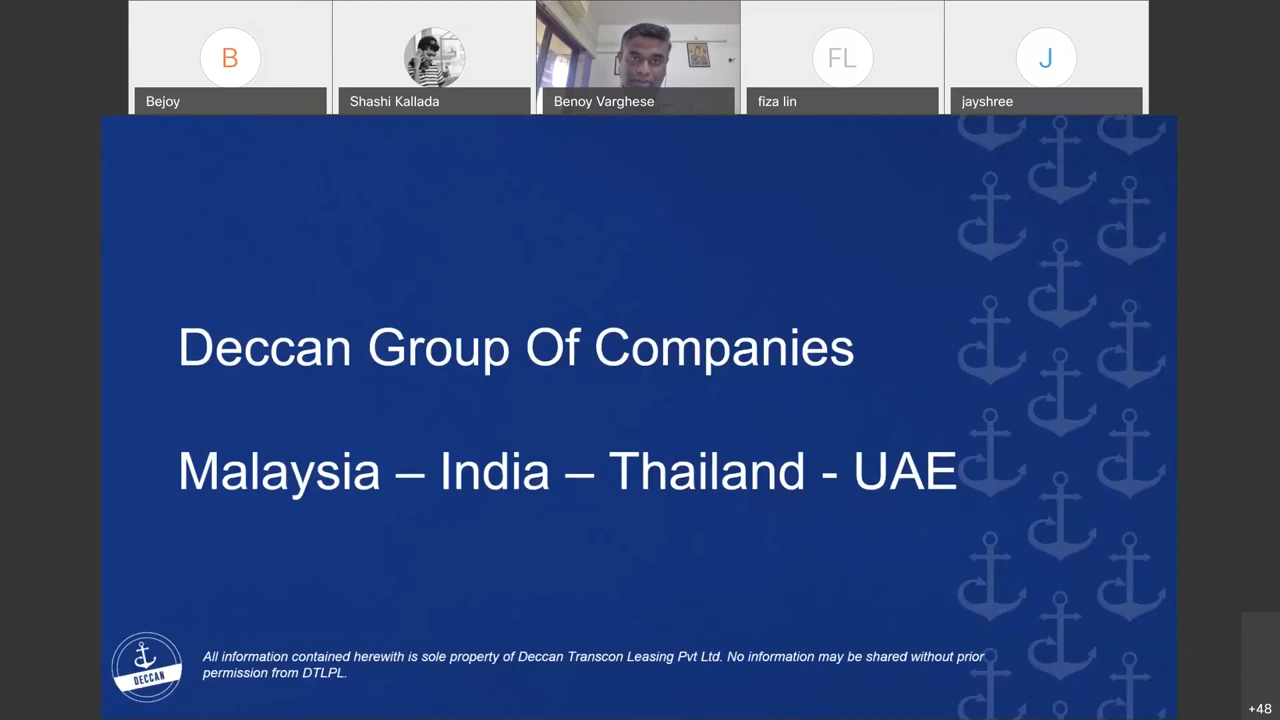 B
FL
J
Bejoy
Shashi Kallada
Benoy Varghese
fiza lin
jayshree
Deccan Group Of Companies
Malaysia – India – Thailand - UAE
DECCAN
All information contained herewith is sole property of Deccan Transcon Leasing Pvt Ltd. No information may be shared without prior
permission from DTLPL.
+48